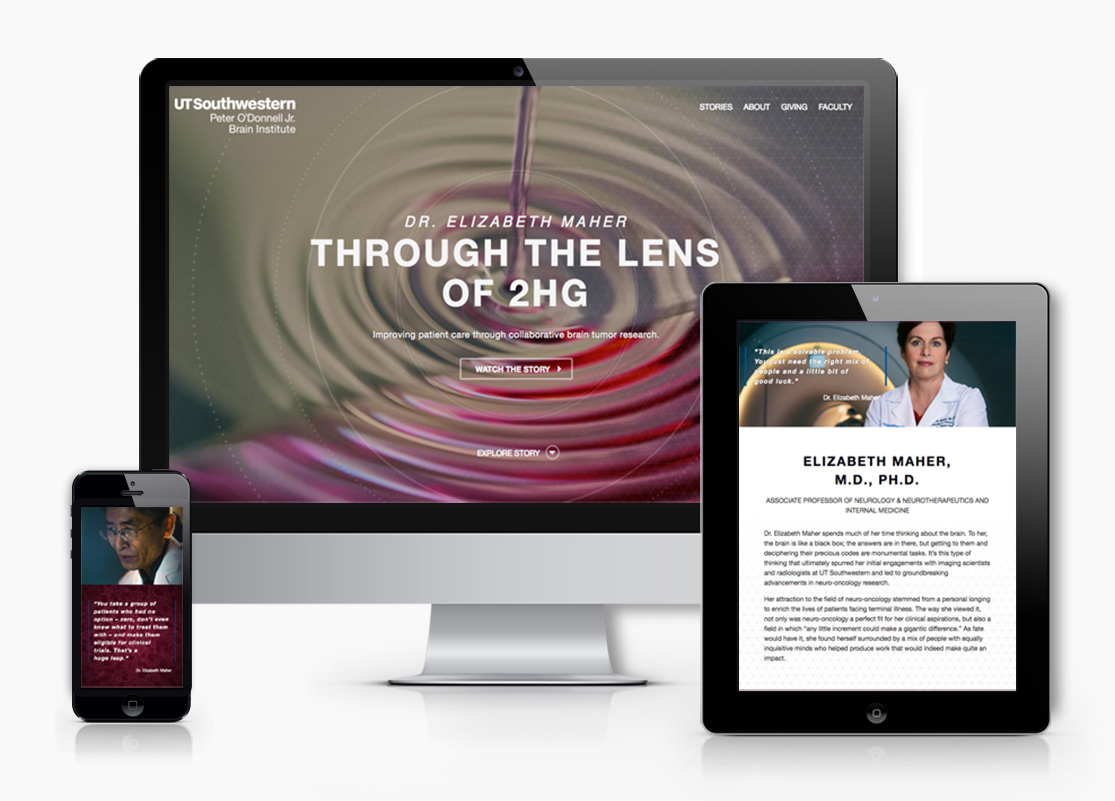 UTSouthwestern
Peter O'Donnell Jr.
Brain Institute
STORIES ABOUT GIVING FACULTY
DR. ELIZABETH MAHER
THROUGH THE LENS
OF 2HG
Improving patient care through collaborative brain tumor research.
WATCH THE STORY
EXPLORE STORY
"You take a group of
patients who had no
option – zero, don't even
know what to treat them
with – and make them
eligible for clinical
trials. That's a
huge leap."
Dr. Elizabeth Maher
"This is a solvable problem.
You just need the right mix of
people and a little bit of
good luck."
Dr. Elizabeth Maher
ELIZABETH MAHER,
M.D., PH.D.
ASSOCIATE PROFESSOR OF NEUROLOGY & NEUROTHERAPEUTICS AND
INTERNAL MEDICINE
Dr. Elizabeth Maher spends much of her time thinking about the brain. To her,
the brain is like a black box; the answers are in there, but getting to them and
deciphering their precious codes are monumental tasks. It's this type of
thinking that ultimately spurred her initial engagements with imaging scientists
and radiologists at UT Southwestern and led to groundbreaking
advancements in neuro-oncology research.
Her attraction to the field of neuro-oncology stemmed from a personal longing
to enrich the lives of patients facing terminal illness. The way she viewed it,
not only was neuro-oncology a perfect fit for her clinical aspirations, but also a
field in which "any little increment could make a gigantic difference." As fate
would have it, she found herself surrounded by a mix of people with equally
inquisitive minds who helped produce work that would indeed make quite an
impact.